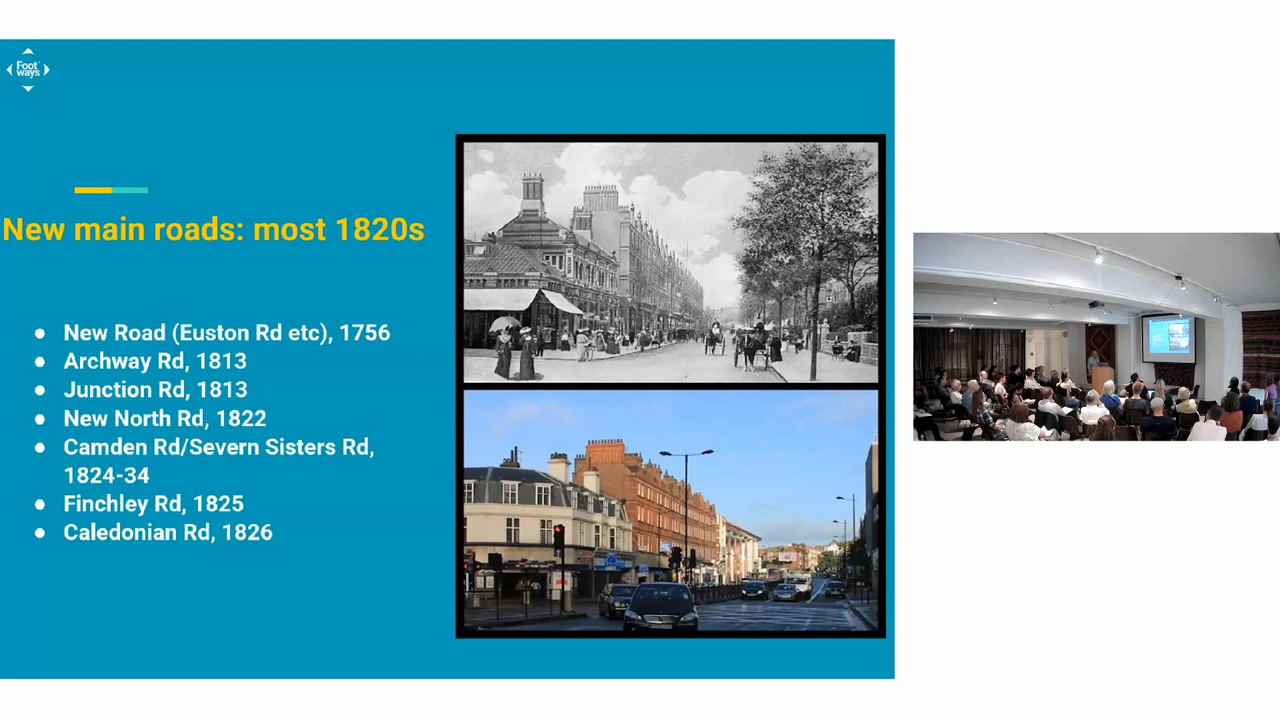 Foot
ways
New main roads: most 1820s
● New Road (Euston Rd etc), 1756
● Archway Rd, 1813
● Junction Rd, 1813
● New North Rd, 1822
● Camden Rd/Severn Sisters Rd,
1824-34
● Finchley Rd, 1825
● Caledonian Rd, 1826